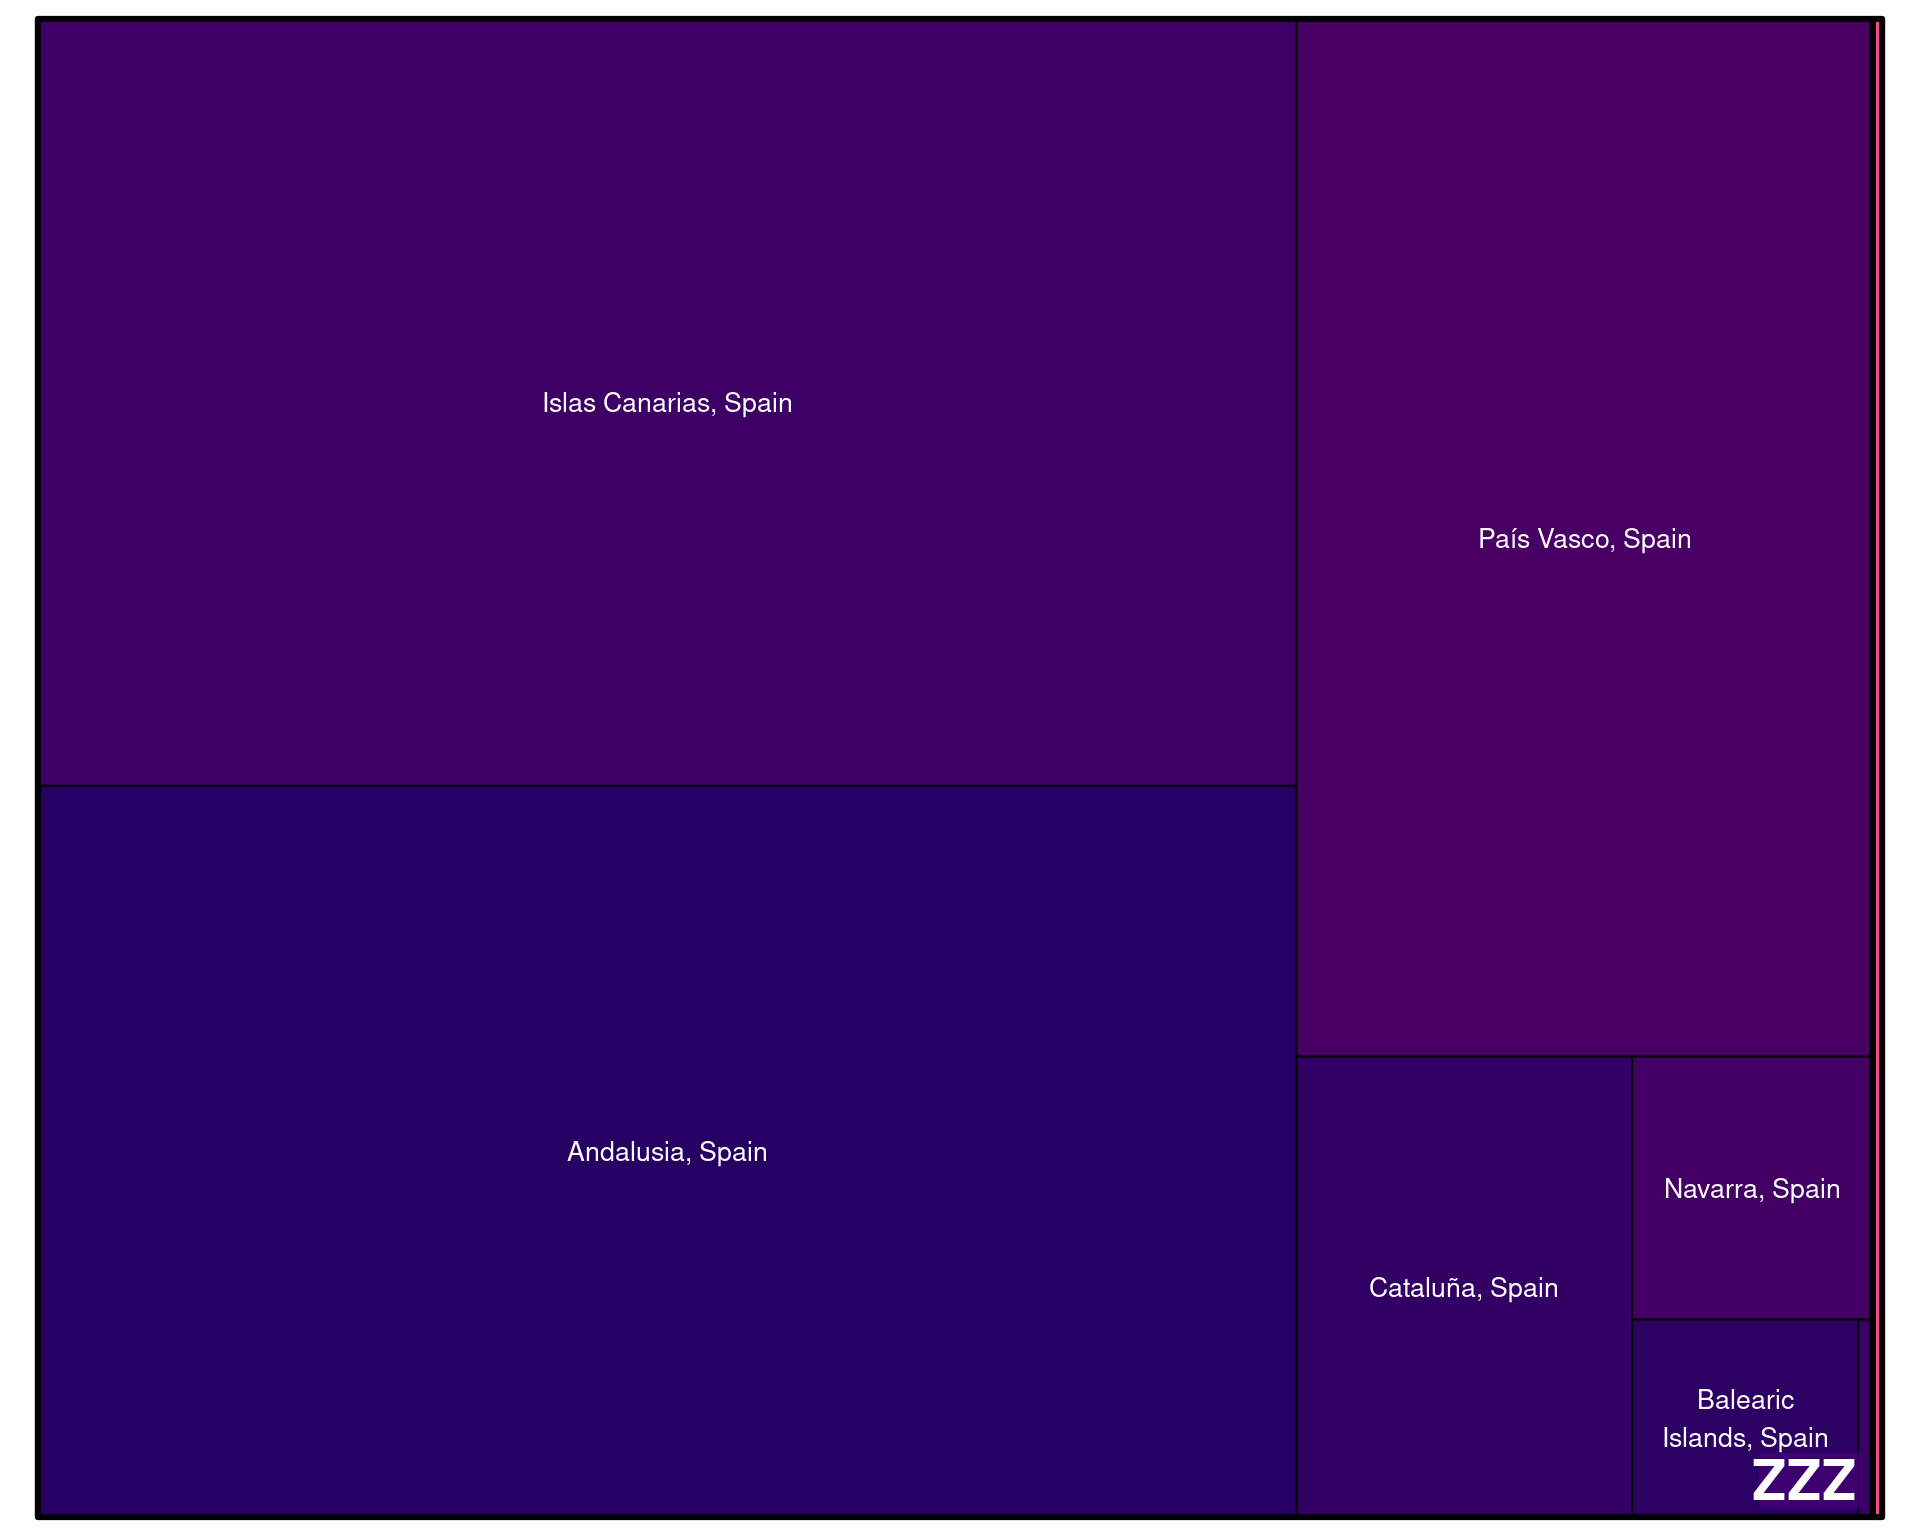 Islas Canarias, Spain
País Vasco, Spain
Andalusia, Spain
Navarra, Spain
Cataluña, Spain
Balearic
Islands, Spain
ZZZ